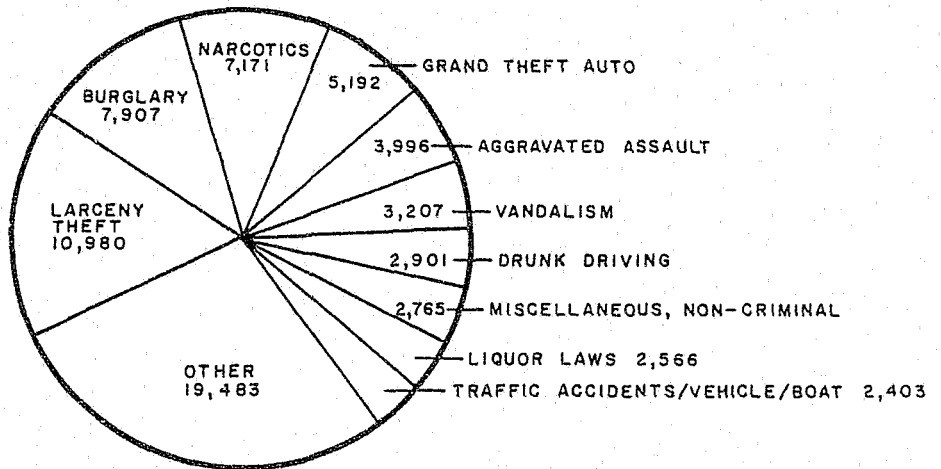 NARCOTICS
7,171
5,192 GRAND THEFT AUTO
BURGLARY
7,907
3,996 AGGRAVATED ASSAULT
LARCENY
THEFT
10,980
3,207 VANDALISM
2,901 DRUNK DRIVING
2,765 MISCELLANEOUS, NON-CRIMINAL
LIQUOR LAWS 2,566
OTHER
19,483
TRAFFIC ACCIDENTS/VEHICLE/BOAT 2,403